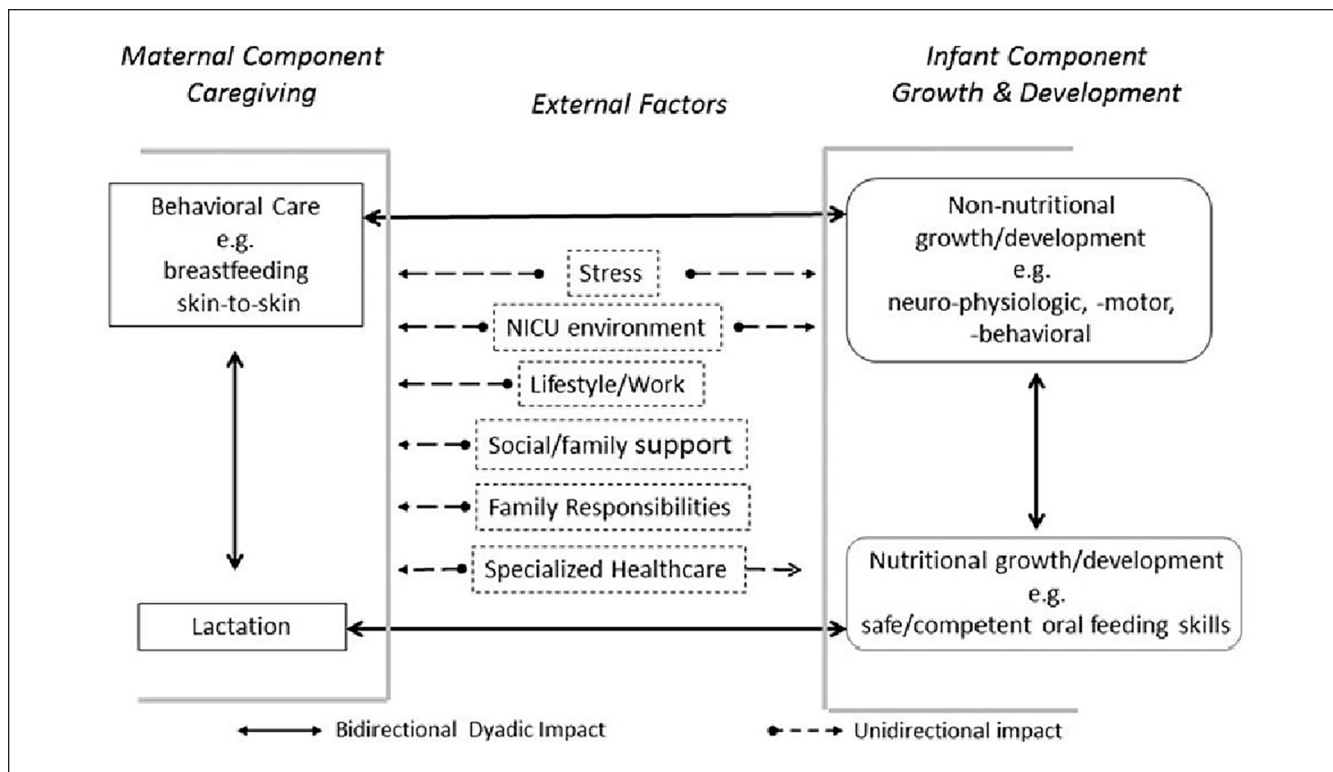 Maternal Component
Caregiving
External Factors
Infant Component
Growth & Development
Behavioral Care
e.g.
breastfeeding
skin-to-skin
Lactation
Stress
NICU environment
Lifestyle/Work
Social/family support
Family Responsibilities
Specialized Healthcare
Non-nutritional
growth/development
e.g.
neuro-physiologic, -motor,
-behavioral
Nutritional growth/development
e.g.
safe/competent oral feeding skills
Bidirectional Dyadic Impact
Unidirectional impact